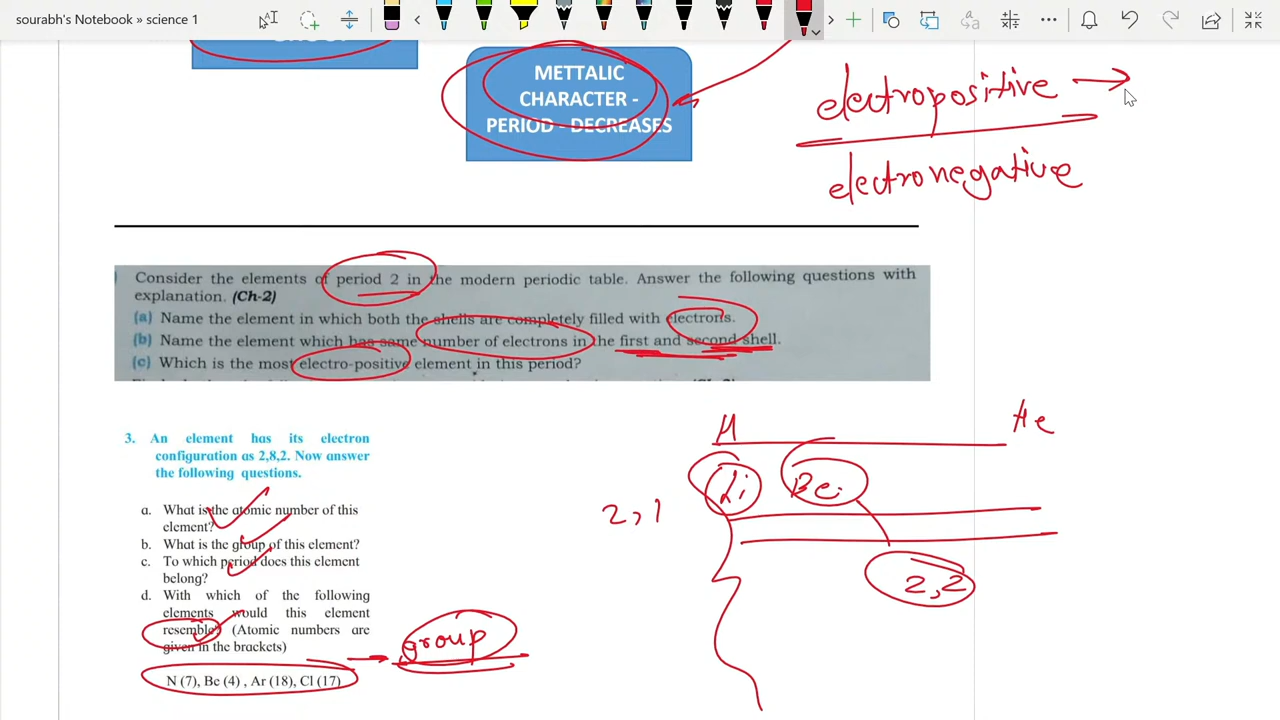 sourabh's Notebook » science 1
METTALIC
CHARACTER -
PERIOD - DECREASES
electropositive →
electronegative
Consider the elements of period 2 in the modern periodic table. Answer the following questions with
explanation. (Ch-2)
(a) Name the element in which both the shells are completely filled with electrons.
(b) Name the element which has same number of electrons in the first and second shell.
(c) Which is the most electro-positive element in this period?
3. An element has its electron
configuration as 2,8,2. Now answer
the following questions.
a. What is the atomic number of this
element?
b. What is the group of this element?
c. To which period does this element
belong?
d. With which of the following
elements would this element
resemble? (Atomic numbers are
given in the brackets)
N (7), Be (4) , Ar (18), Cl (17)
group
H
He
Li
Be
2,1
2,2